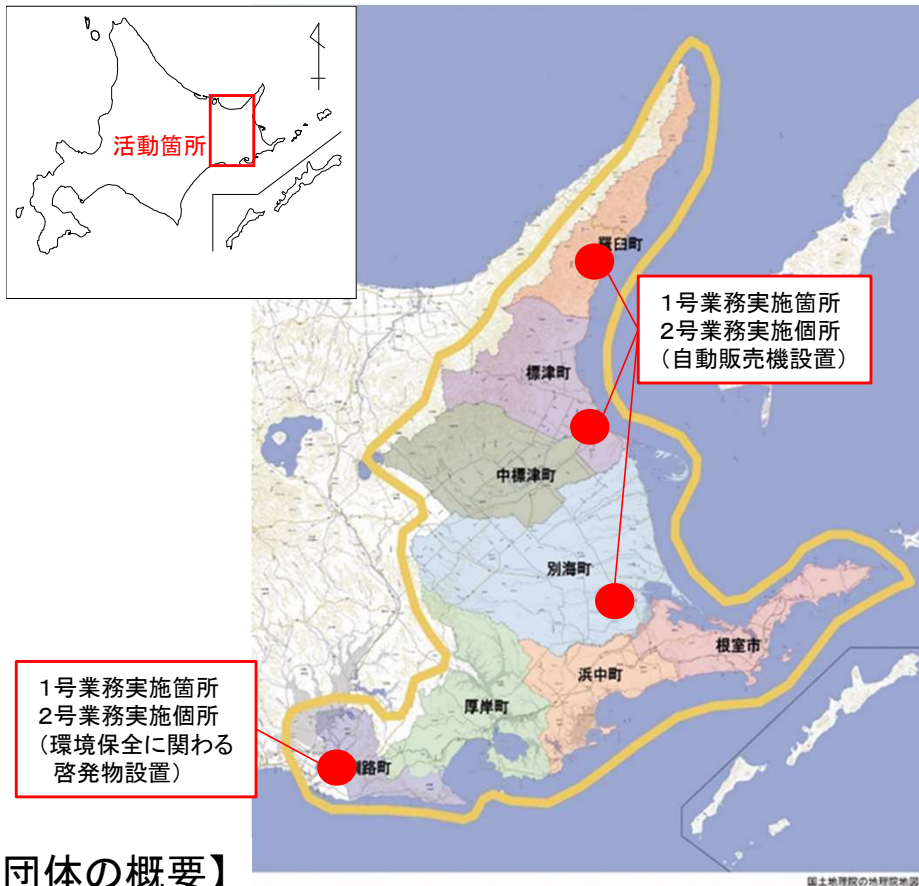 活動箇所
羅臼町
1号業務実施箇所
2号業務実施個所
(自動販売機設置)
標津町
中標津町
別海町
根室市
浜中町
厚岸町
1号業務実施箇所
2号業務実施個所
(環境保全に関わる
啓発物設置)
釧路町
団体の概要】
国土地理院の地理院地図